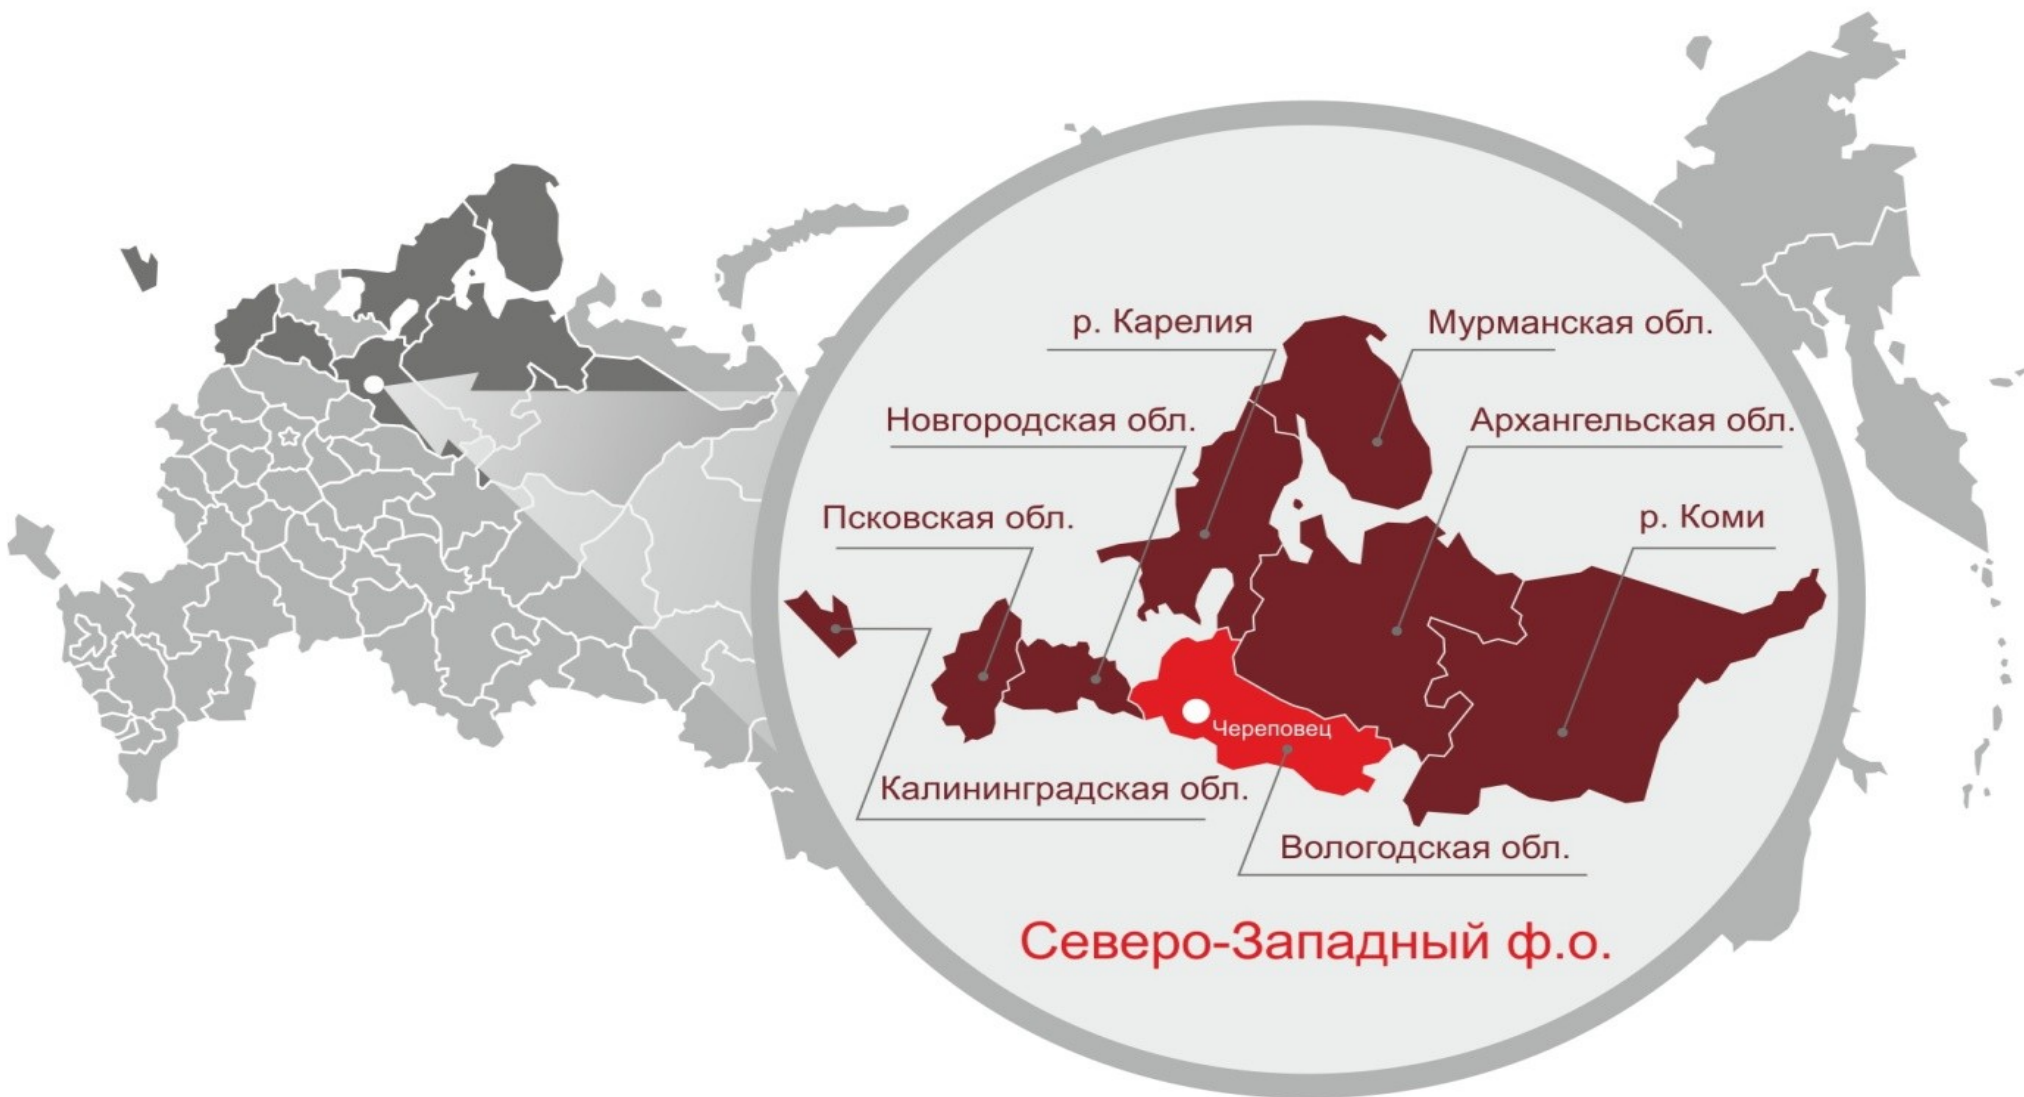 р. Карелия
Мурманская обл.
Новгородская обл.
Архангельская обл.
Псковская обл.
р. Коми
Череповец
Калининградская обл.
Вологодская обл.
Северо-Западный ф.о.